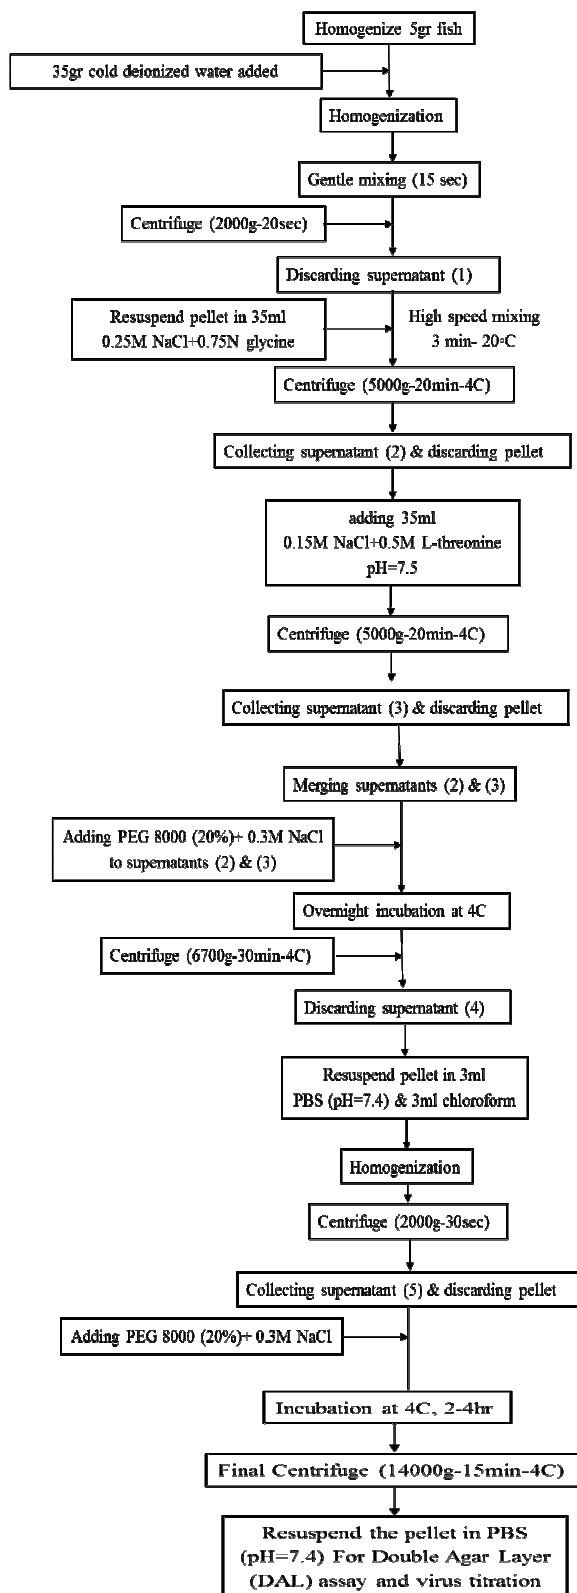 Homogenize 5gr fish
35gr cold deionized water added
Homogenization
Gentle mixing (15 sec)
Centrifuge (2000g-20sec)
Discarding supernatant (1)
Resuspend pellet in 35ml
0.25M NaCl+0.75N glycine
High speed mixing
3 min- 20°C
Centrifuge (5000g-20min-4C)
Collecting supernatant (2) & discarding pellet
adding 35ml
0.15M NaCl+0.5M L-threonine
pH=7.5
Centrifuge (5000g-20min-4C)
Collecting supernatant (3) & discarding pellet
Merging supernatants (2) & (3)
Adding PEG 8000 (20%)+ 0.3M NaCl
to supernatants (2) & (3)
Overnight incubation at 4C
Centrifuge (6700g-30min-4C)
Discarding supernatant (4)
Resuspend pellet in 3ml
PBS (pH=7.4) & 3ml chloroform
Homogenization
Centrifuge (2000g-30sec)
Collecting supernatant (5) & discarding pellet
Adding PEG 8000 (20%)+ 0.3M NaCl
Incubation at 4C, 2-4hr
Final Centrifuge (14000g-15min-4C)
Resuspend the pellet in PBS
(pH=7.4) For Double Agar Layer
(DAL) assay and virus titration